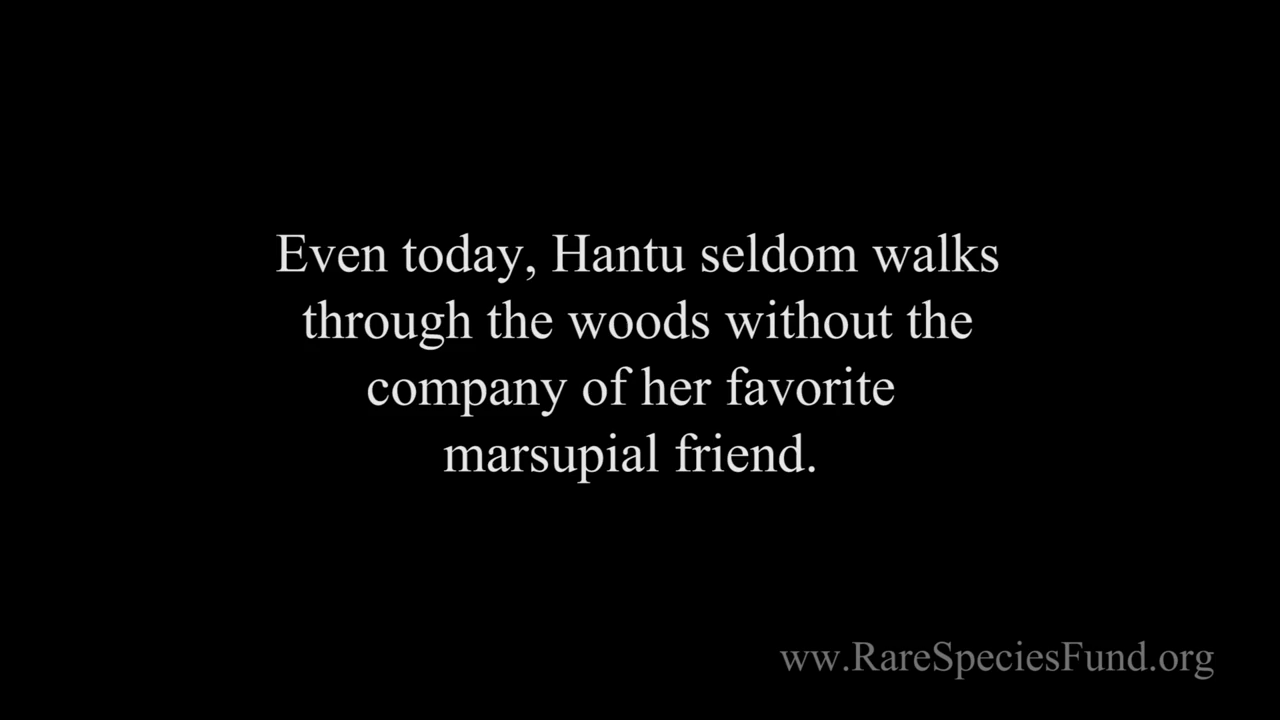 Even today, Hantu seldom walks
through the woods without the
company of her favorite
marsupial friend.
ww.RareSpeciesFund.org